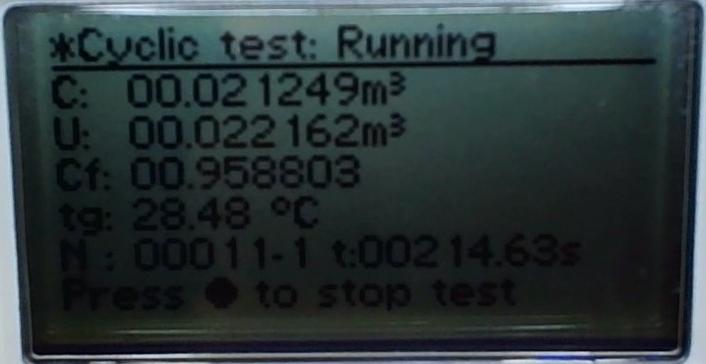 *Cyclic test: Running
C: 00.021249m³
U: 00.022162m³
Cf: 00.958803
tg: 28.48 °C
N : 00011-1 t:00214.63s
Press ● to stop test